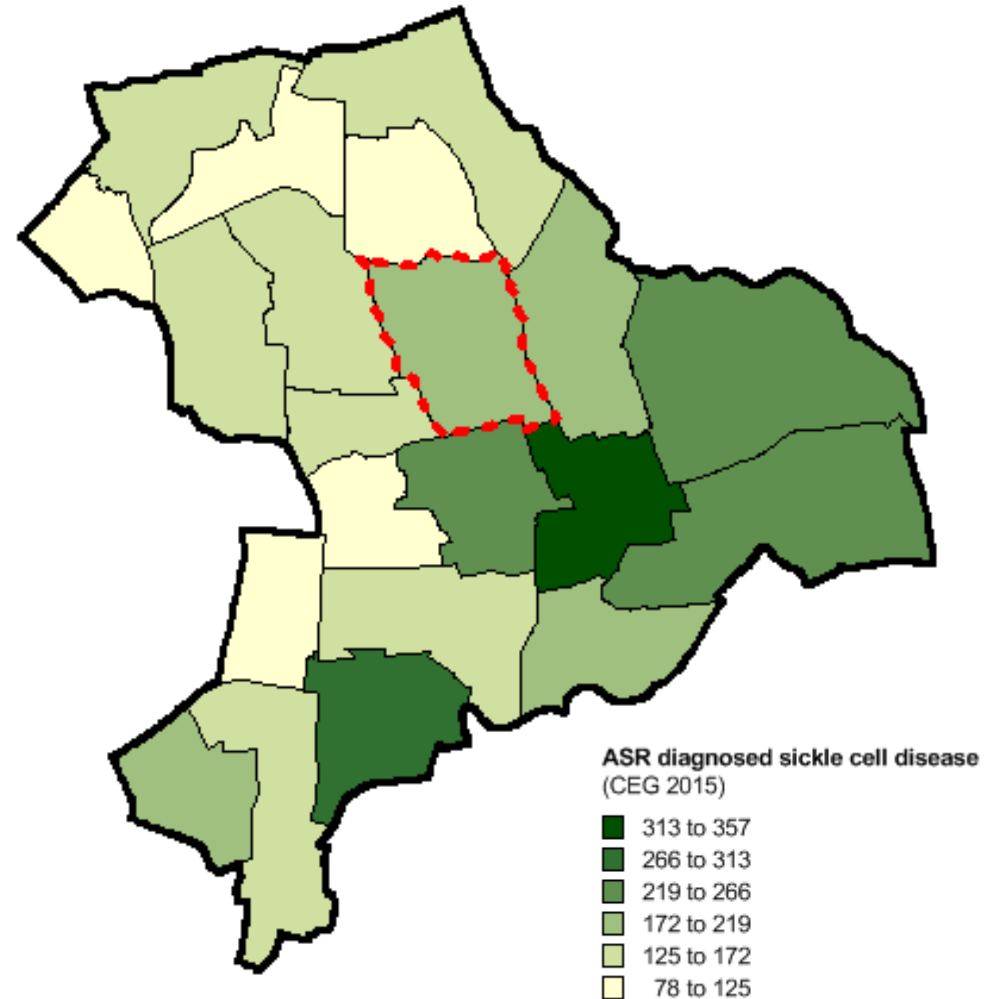 ASR diagnosed sickle cell disease
(CEG 2015)
313 to 357
266 to 313
219 to 266
172 to 219
125 to 172
78 to 125